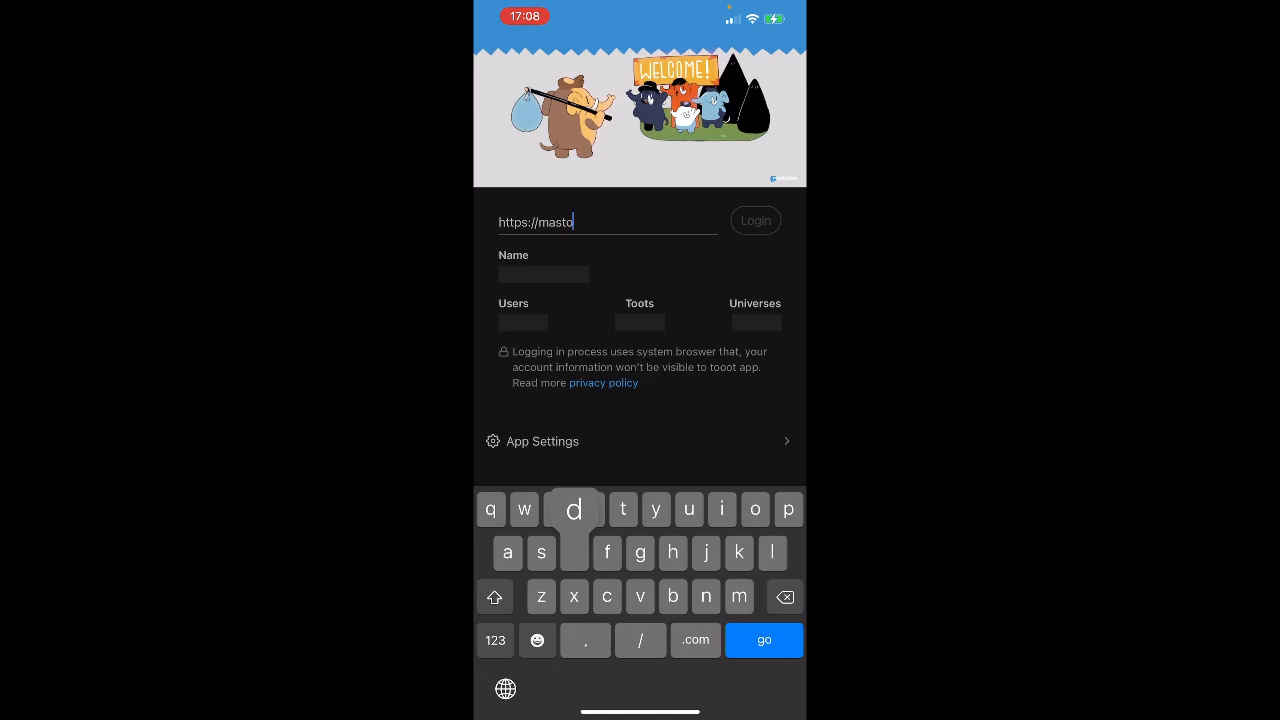 17:08
WELCOME!
https://masto
Login
Name
Users
Toots
Universes
Logging in process uses system broswer that, your
account information won't be visible to tooot app.
Read more privacy policy
App Settings
q w d t y u i o p
a s f g h j k l
z x c v b n m
123 . / .com go